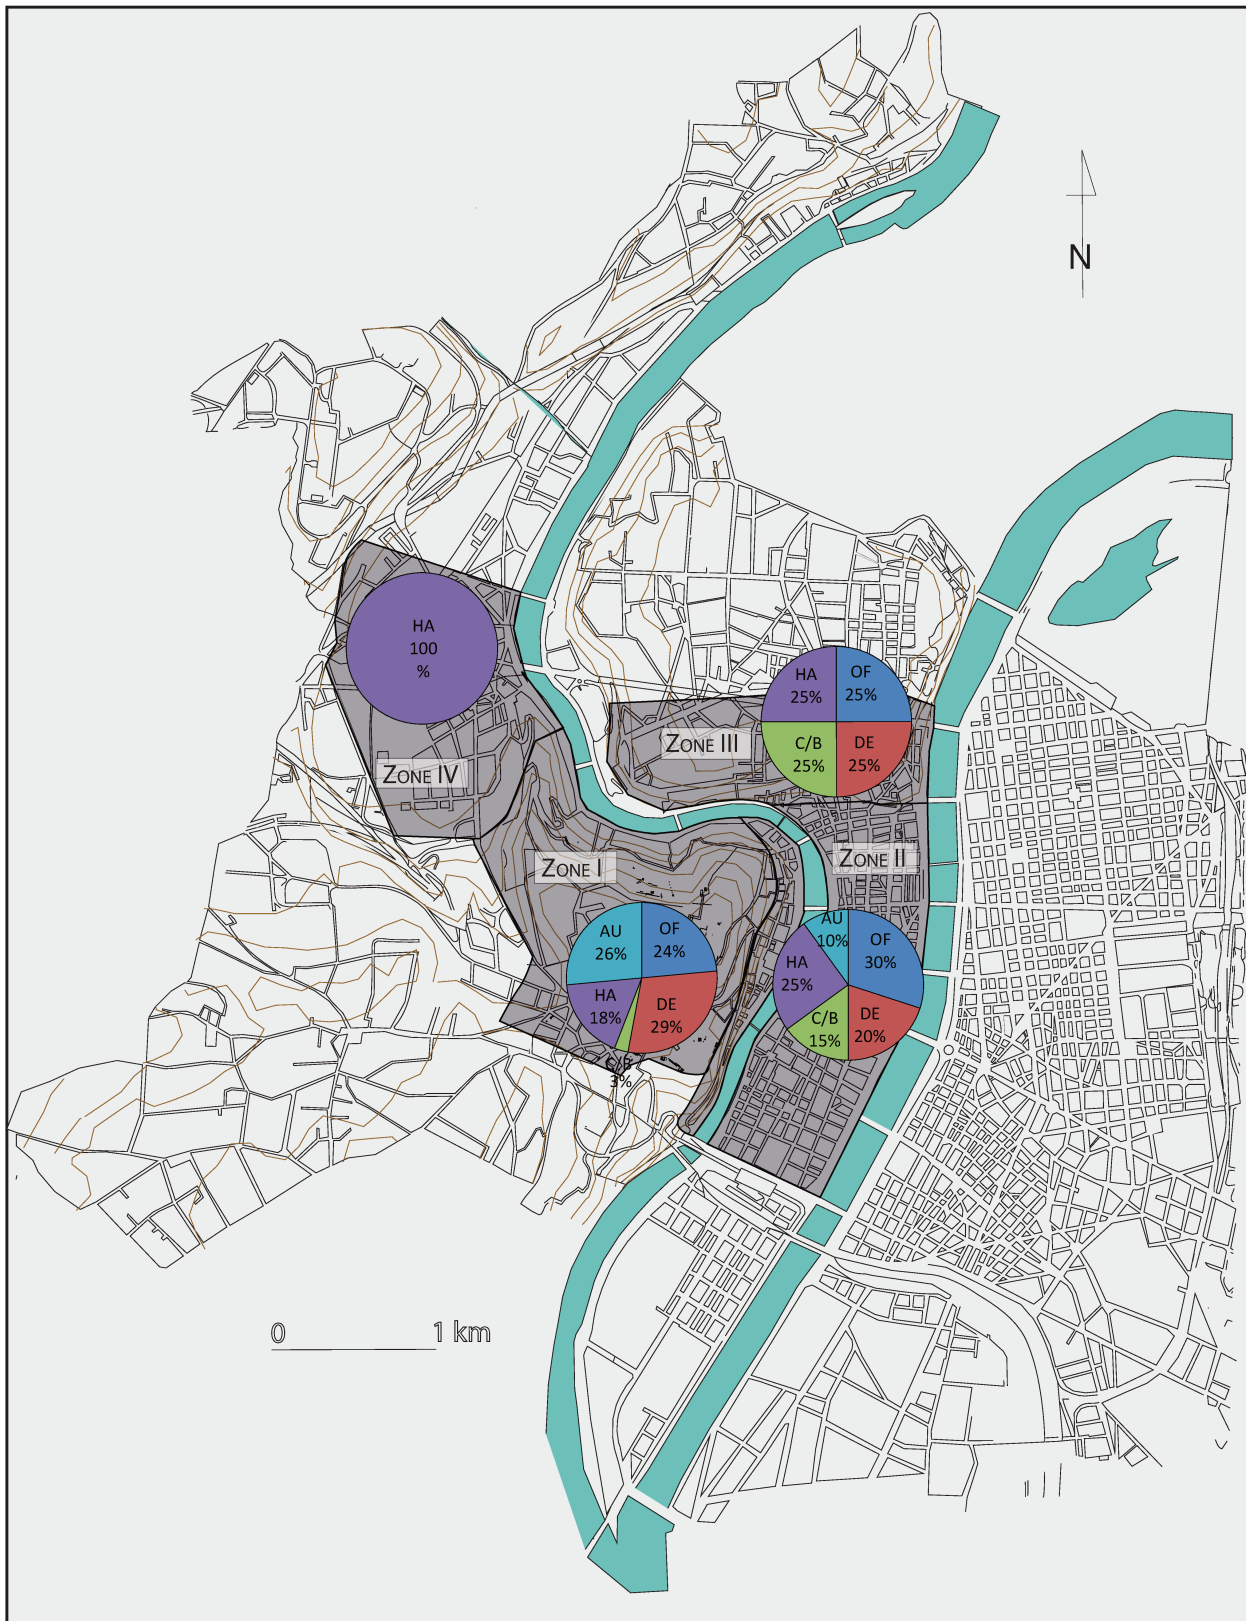 N
HA
100
%
HA
25%
OF
25%
C/B
25%
DE
25%
ZONE III
ZONE IV
ZONE II
ZONE I
AU
26%
OF
24%
HA
18%
DE
29%
C/B
3%
AU
10%
OF
30%
HA
25%
C/B
15%
DE
20%
0 1 km